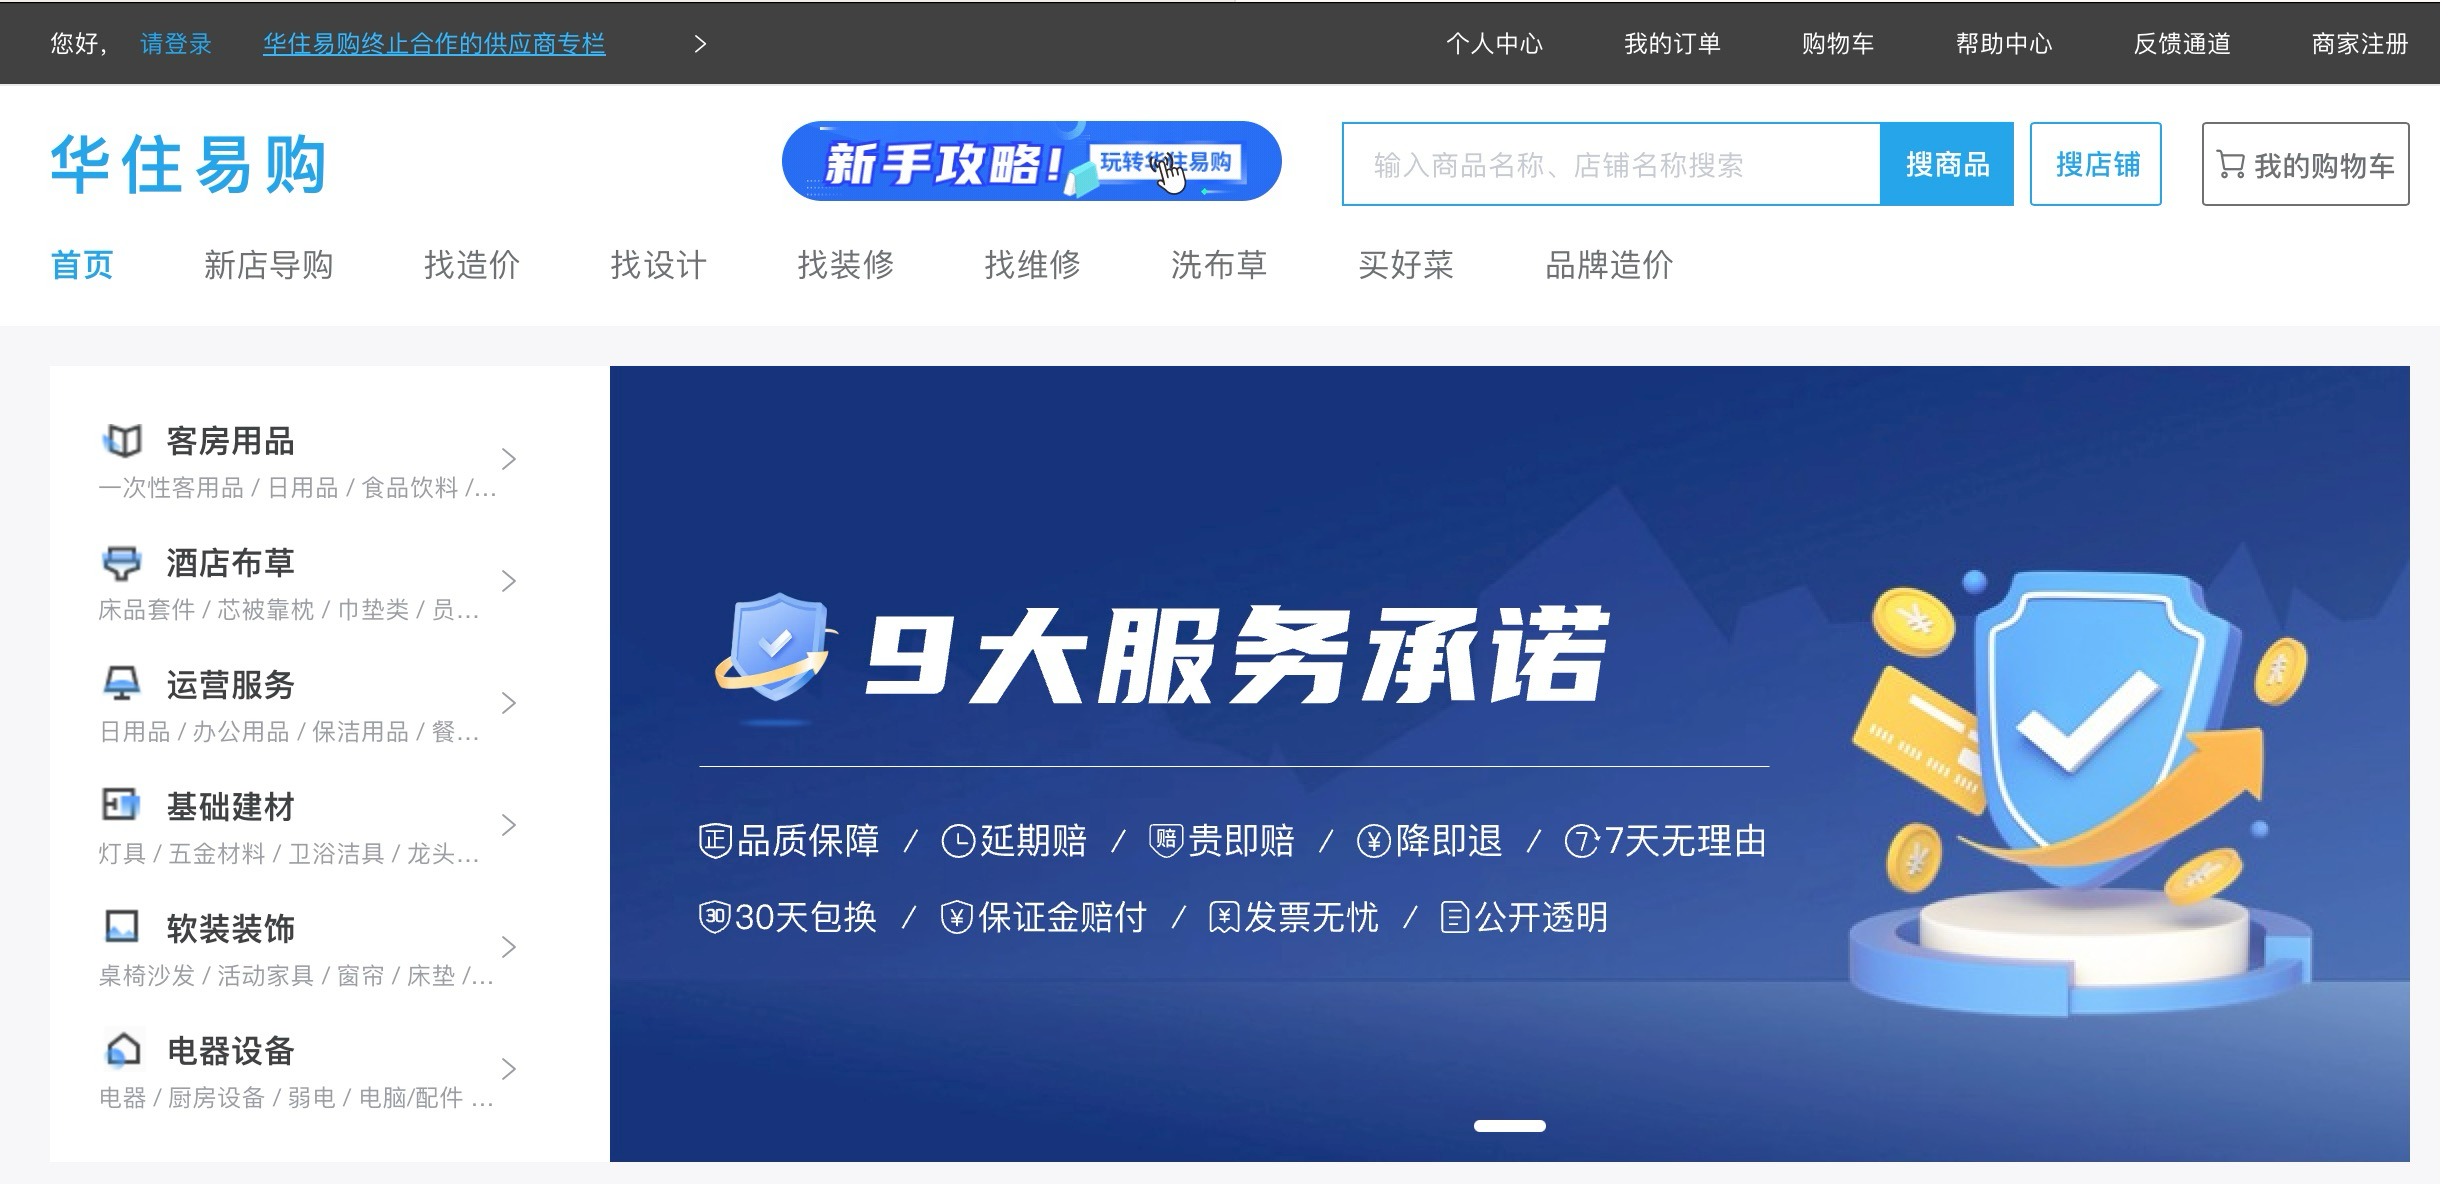 您好， 请登录 华住易购终止合作的供应商专栏 个人中心 我的订单 购物车 帮助中心 反馈通道 商家注册
华住易购
新手攻略! 玩转华住易购
输入商品名称、店铺名称搜索 搜商品 搜店铺 我的购物车
首页 新店导购 找造价 找设计 找装修 找维修 洗布草 买好菜 品牌造价
客房用品
一次性客用品 / 日用品 / 食品饮料 /...
酒店布草
床品套件 / 芯被靠枕 / 巾垫类 / 员...
运营服务
日用品 / 办公用品 / 保洁用品 / 餐...
基础建材
灯具 / 五金材料 / 卫浴洁具 / 龙头...
软装装饰
桌椅沙发 / 活动家具 / 窗帘 / 床垫 /...
电器设备
电器 / 厨房设备 / 弱电 / 电脑/配件 ...
9大服务承诺
正 品质保障 / 延期赔 / 赔 贵即赔 / ¥ 降即退 / 7 7天无理由
30 30天包换 / ¥ 保证金赔付 / ¥ 发票无忧 / 公开透明